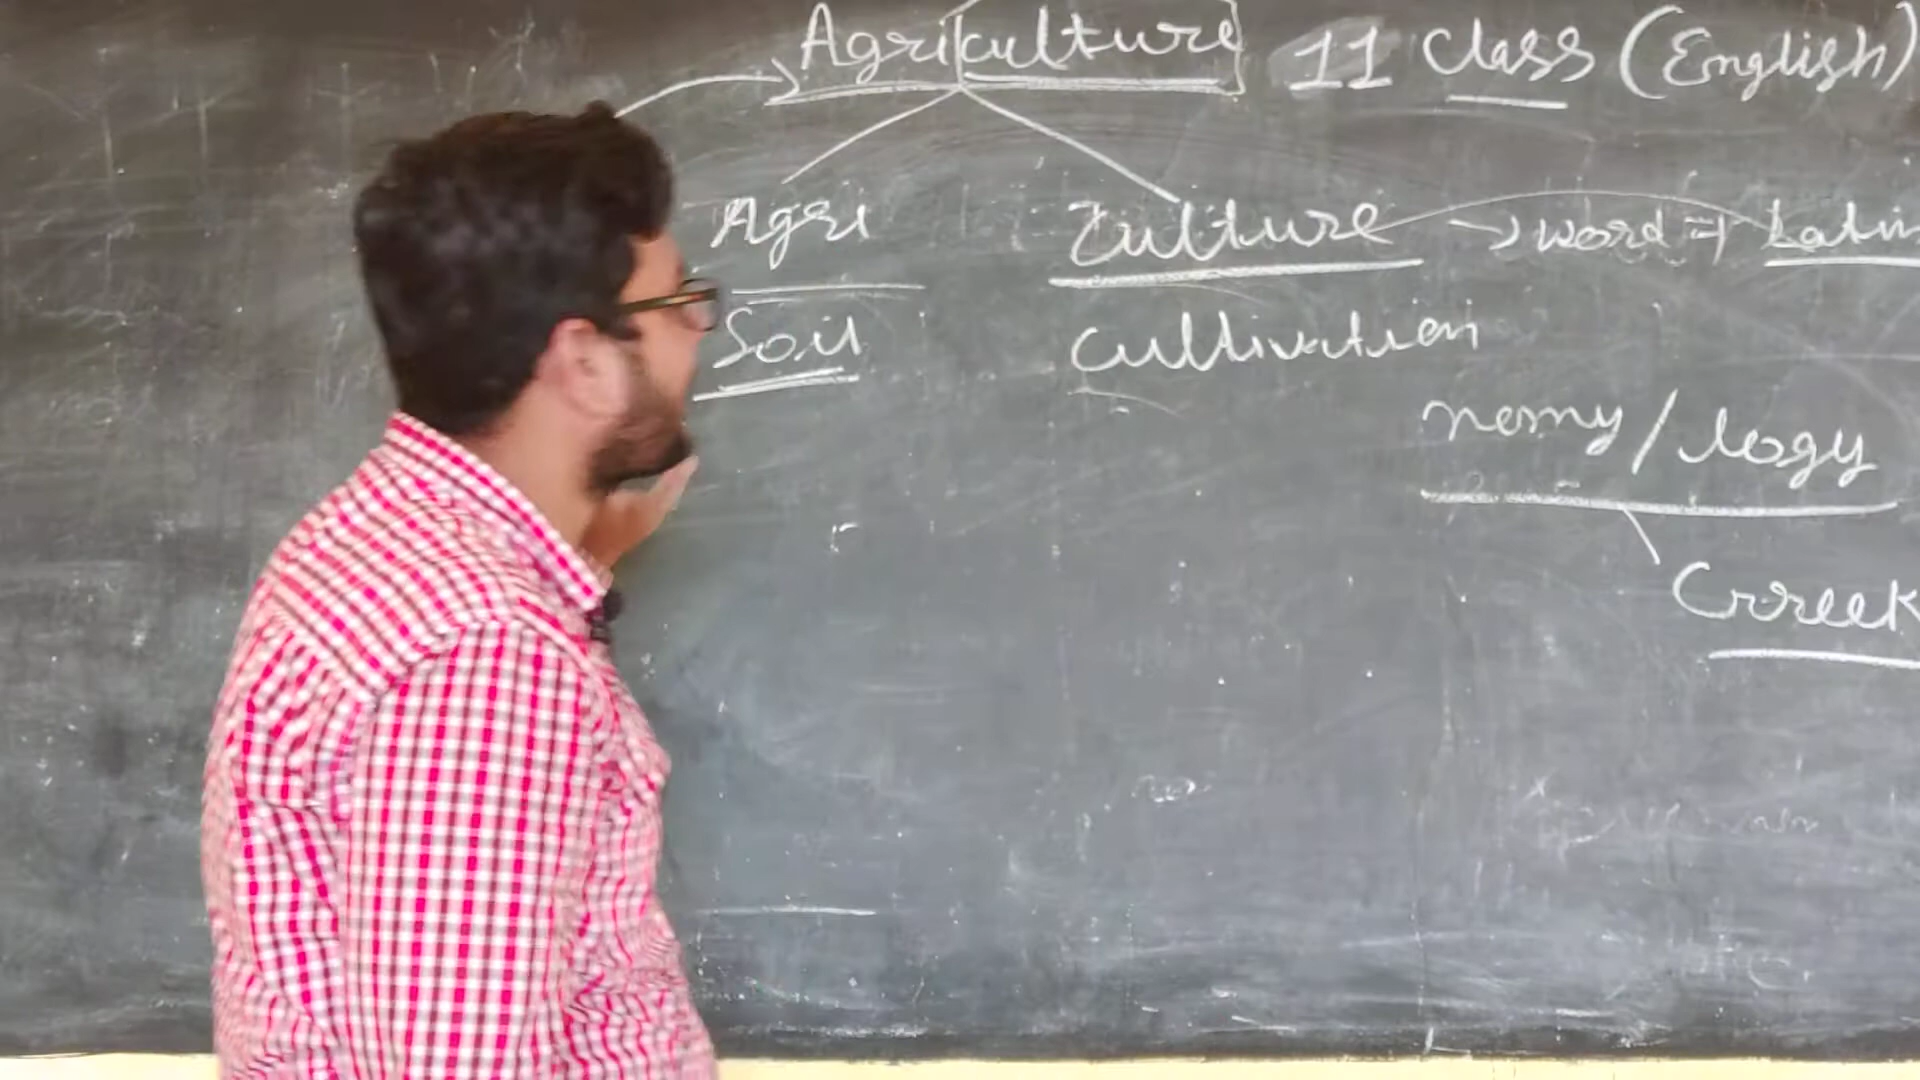 Agriculture 11 Class (English)
Agri Culture → Word = Latin
Soil Cultivation
nomy/logy
Greek